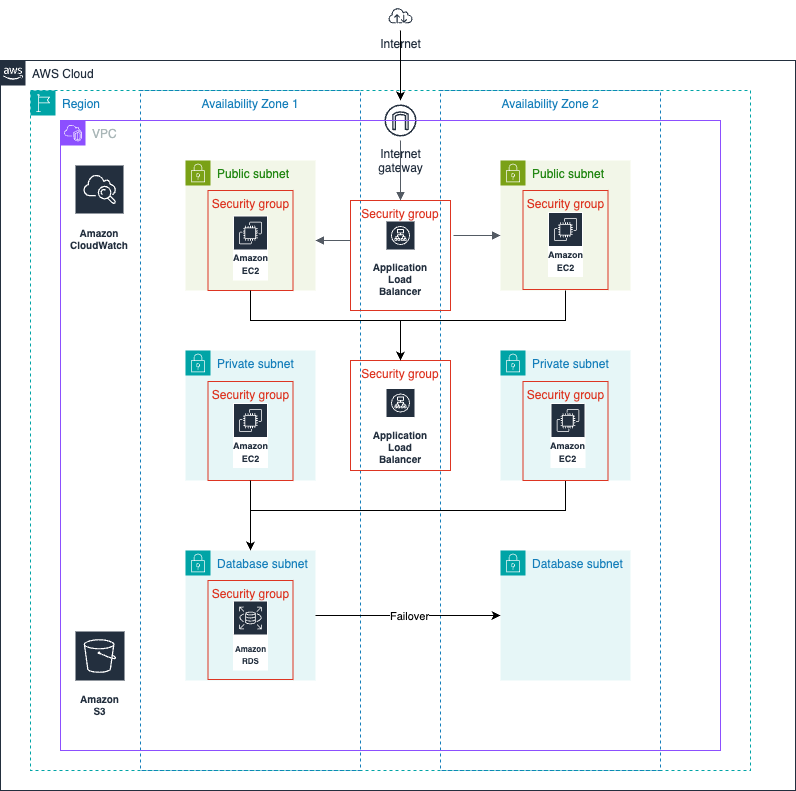 Internet
aws
AWS Cloud
Region
Availability Zone 1
Availability Zone 2
VPC
Internet
gateway
Public subnet
Public subnet
Security group
Security group
Security group
Amazon
EC2
Application
Load
Balancer
Amazon
EC2
Amazon
CloudWatch
Private subnet
Private subnet
Security group
Security group
Security group
Amazon
EC2
Application
Load
Balancer
Amazon
EC2
Database subnet
Database subnet
Security group
Amazon
RDS
Failover
Amazon
S3